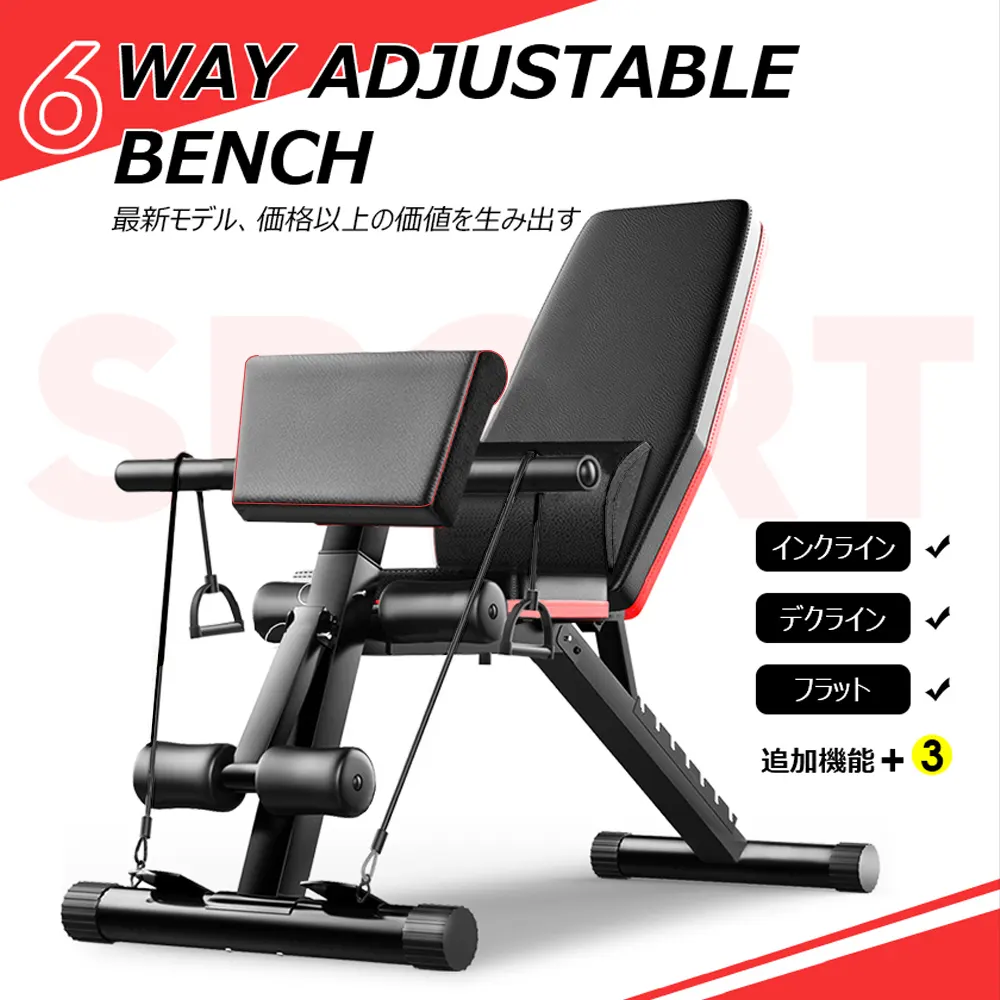 6 WAY ADJUSTABLE
BENCH
最新モデル、価格以上の価値を生み出す
SPORT
インクライン
デクライン
フラット
追加機能+3